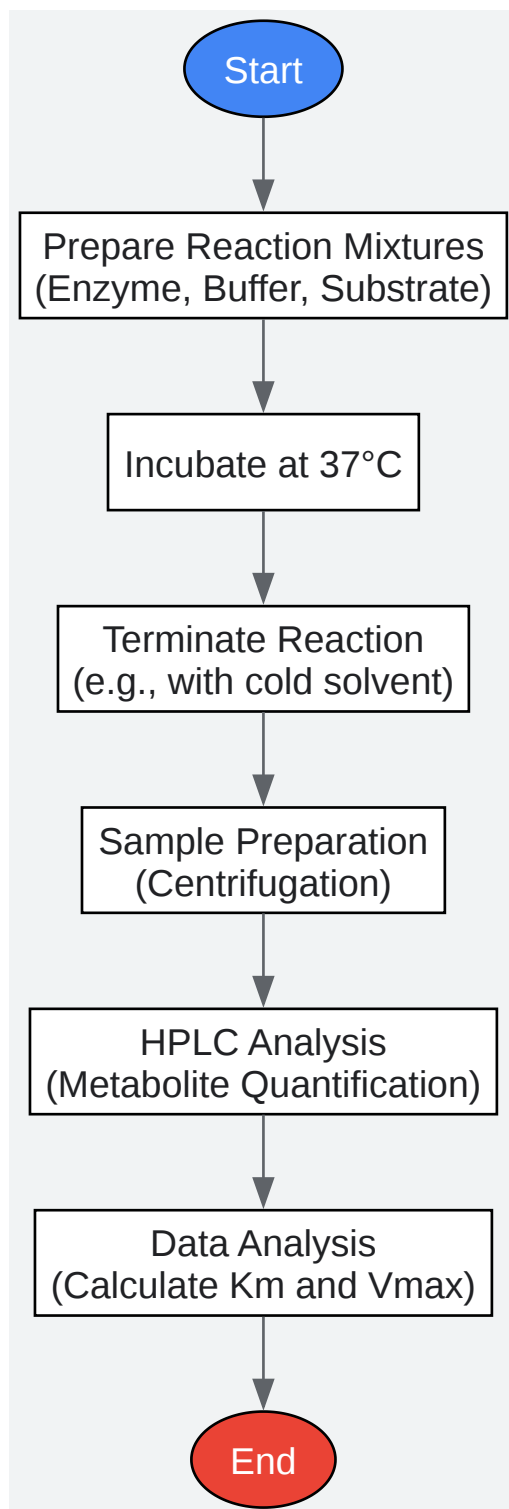 Start
Prepare Reaction Mixtures
(Enzyme, Buffer, Substrate)
Incubate at 37°C
Terminate Reaction
(e.g., with cold solvent)
Sample Preparation
(Centrifugation)
HPLC Analysis
(Metabolite Quantification)
Data Analysis
(Calculate Km and Vmax)
End